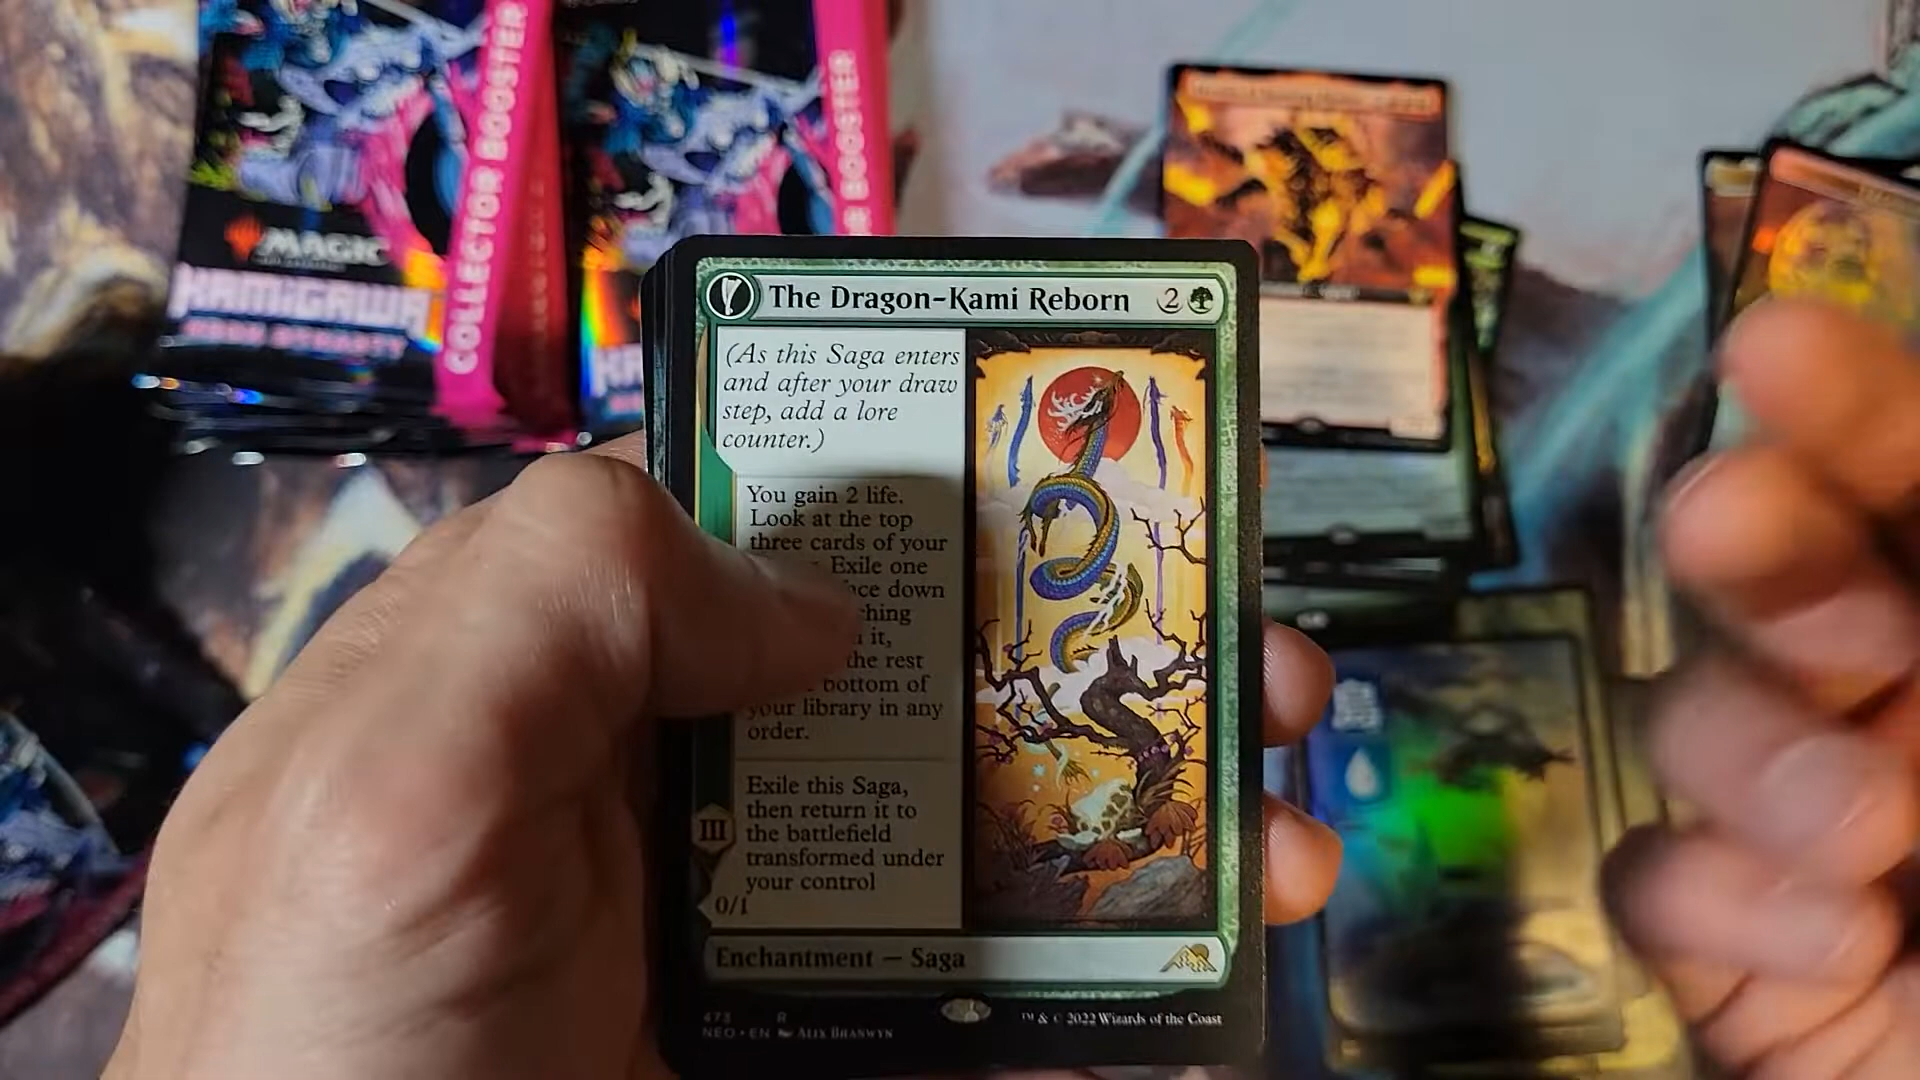 COLLECTOR BOOSTER
BOOSTER
MAGIC
KAMIGAWA
NEON DYNASTY
The Dragon-Kami Reborn 2
(As this Saga enters
and after your draw
step, add a lore
counter.)
You gain 2 life.
Look at the top
three cards of your
Exile one
down
it,
the rest
bottom of
your library in any
order.
III
Exile this Saga,
then return it to
the battlefield
transformed under
your control
0/1
Enchantment — Saga
473 R
NEO • EN ALIX BRANWYN
™ & © 2022 Wizards of the Coast